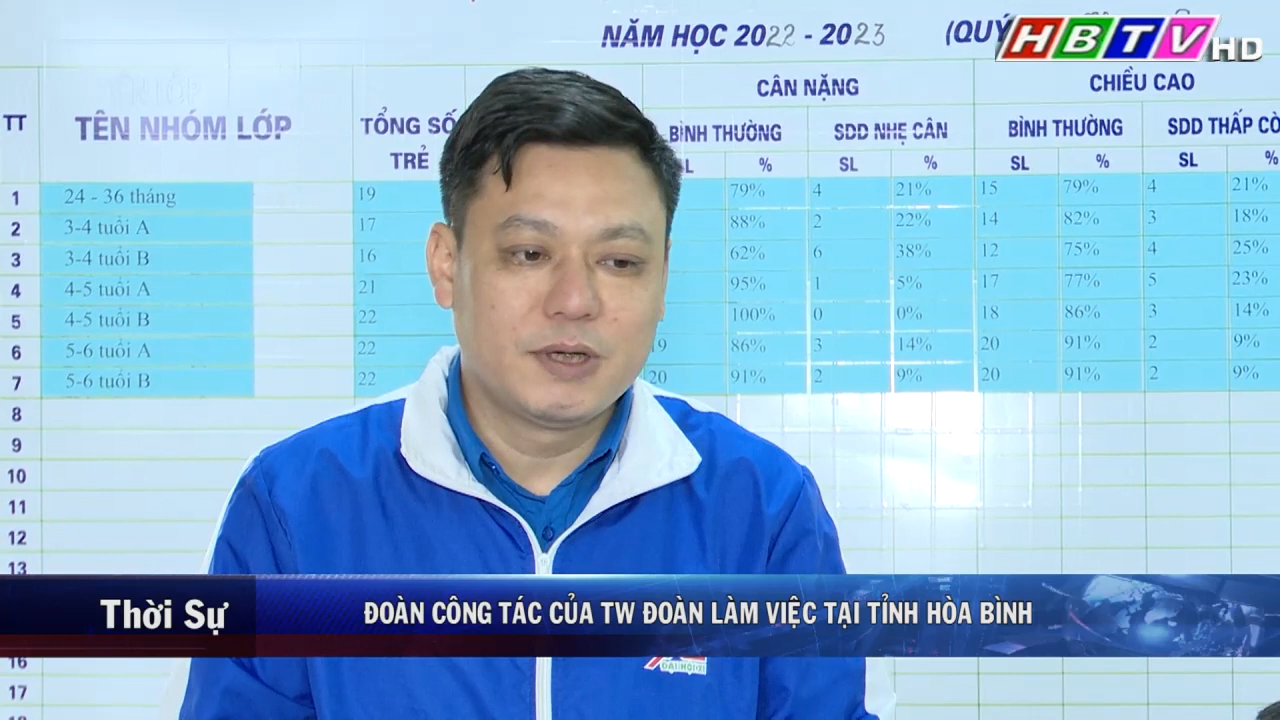 NĂM HỌC 2022 - 2023 (QUÝ
HBTV HD
TT TÊN NHÓM LỚP TỔNG SỐ TRẺ CÂN NẶNG CHIỀU CAO
BÌNH THƯỜNG SDD NHẸ CÂN BÌNH THƯỜNG SDD THẤP CÒ
SL % SL % SL % SL %
1 24 - 36 tháng 19 79% 4 21% 15 79% 4 21%
2 3-4 tuổi A 17 88% 2 22% 14 82% 3 18%
3 3-4 tuổi B 16 62% 6 38% 12 75% 4 25%
4 4-5 tuổi A 21 95% 1 5% 17 77% 5 23%
5 4-5 tuổi B 22 100% 0 0% 18 86% 3 14%
6 5-6 tuổi A 22 19 86% 3 14% 20 91% 2 9%
7 5-6 tuổi B 22 20 91% 2 9% 20 91% 2 9%
8
9
10
11
12
13
Thời Sự ĐOÀN CÔNG TÁC CỦA TW ĐOÀN LÀM VIỆC TẠI TỈNH HÒA BÌNH
16
ĐẠI HỘI XI
17